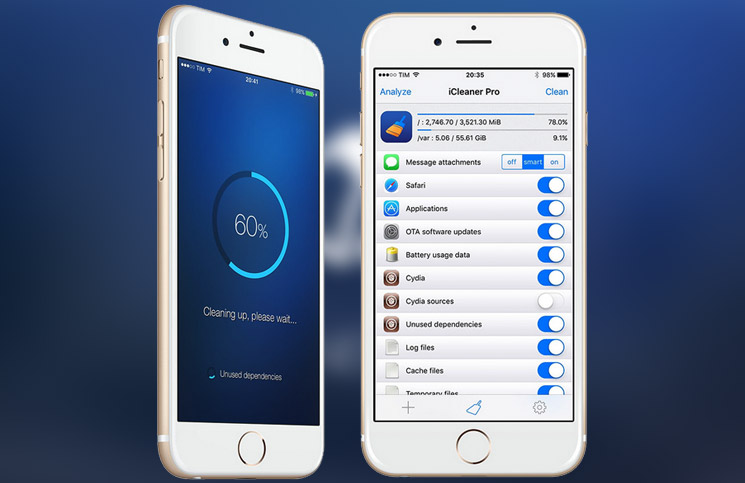 TIM
20:41
98%
60%
Cleaning up, please wait...
Unused dependencies
TIM 20:35 98%
Analyze iCleaner Pro Clean
/ : 2,746.70 / 3,521.30 MiB 78.0%
/var : 5.06 / 55.61 GiB 9.1%
Message attachments off smart on
Safari
Applications
OTA software updates
Battery usage data
Cydia
Cydia sources
Unused dependencies
Log files
Cache files
Temporary files